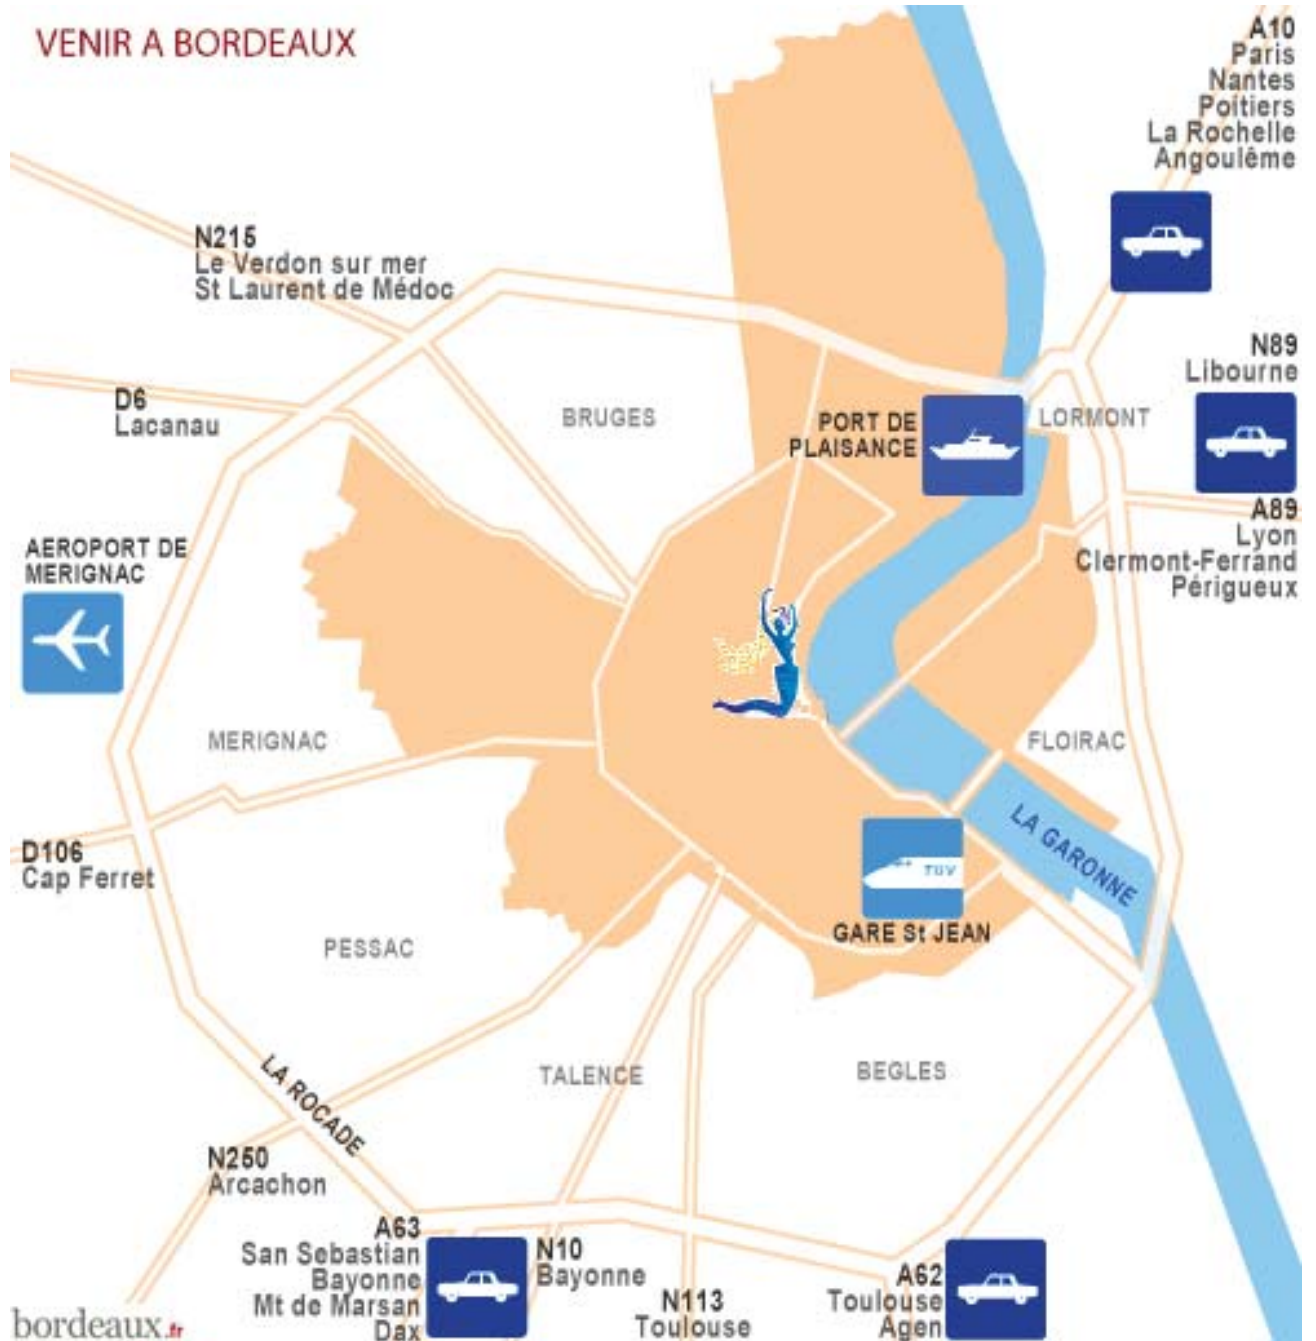 VENIR A BORDEAUX
A10
Paris
Nantes
Poitiers
La Rochelle
Angoulême
N215
Le Verdon sur mer
St Laurent de Médoc
N89
Libourne
D6
Lacanau
BRUGES
PORT DE
PLAISANCE
LORMONT
A89
Lyon
Clermont-Ferrand
Périgueux
AEROPORT DE
MERIGNAC
MERIGNAC
FLOIRAC
LA GARONNE
D106
Cap Ferret
TGV
GARE St JEAN
PESSAC
TALENCE
BEGLES
LA ROCADE
N250
Arcachon
A63
San Sebastian
Bayonne
Mt de Marsan
Dax
N10
Bayonne
N113
Toulouse
A62
Toulouse
Agen
bordeaux.fr